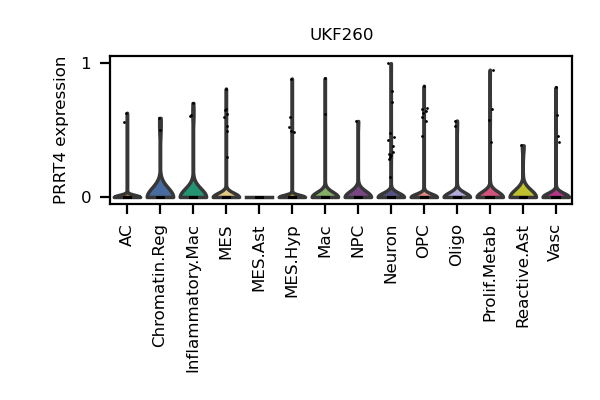 UKF260
PRRT4 expression
1
0
AC
Chromatin.Reg
Inflammatory.Mac
MES
MES.Ast
MES.Hyp
Mac
NPC
Neuron
OPC
Oligo
Prolif.Metab
Reactive.Ast
Vasc